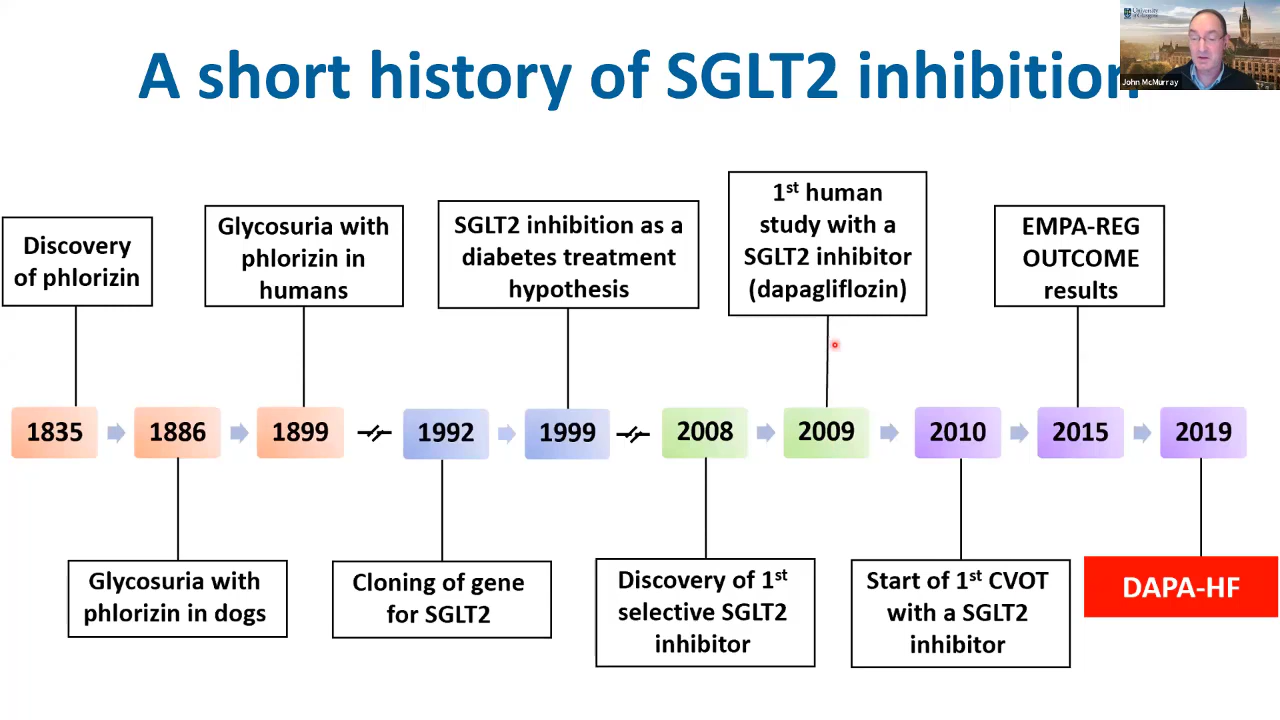 A short history of SGLT2 inhibition
University
of Glasgow
John McMurray
Discovery
of phlorizin
Glycosuria with
phlorizin in
humans
SGLT2 inhibition as a
diabetes treatment
hypothesis
1st human
study with a
SGLT2 inhibitor
(dapagliflozin)
EMPA-REG
OUTCOME
results
1835
1886
1899
1992
1999
2008
2009
2010
2015
2019
Glycosuria with
phlorizin in dogs
Cloning of gene
for SGLT2
Discovery of 1st
selective SGLT2
inhibitor
Start of 1st CVOT
with a SGLT2
inhibitor
DAPA-HF